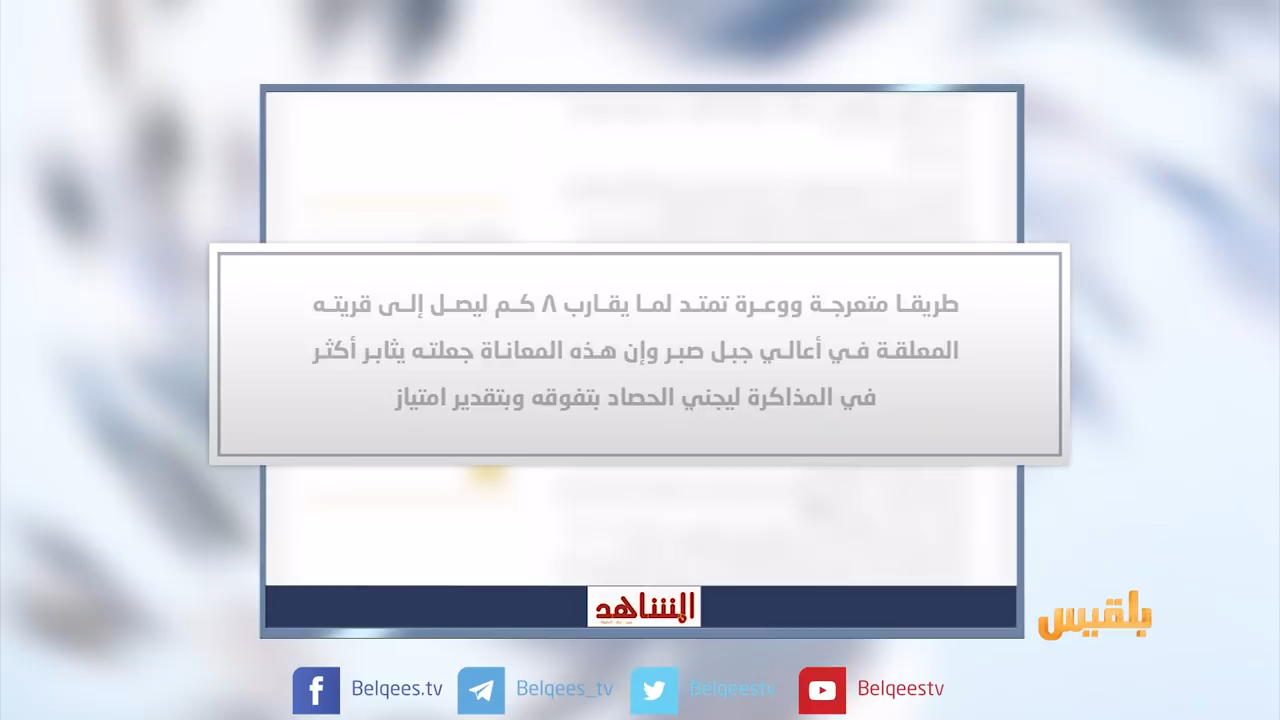 طريقا متعرجة ووعرة تمتد لما يقارب ٨ كم ليصل إلى قريته
المعلقة في أعالي جبل صبر وإن هذه المعاناة جعلته يثابر أكثر
في المذاكرة ليجني الحصاد بتفوقه وبتقدير امتياز
المشاهد
بلقيس
Belqees.tv
Belqees_tv
Belqeestv
Belqeestv